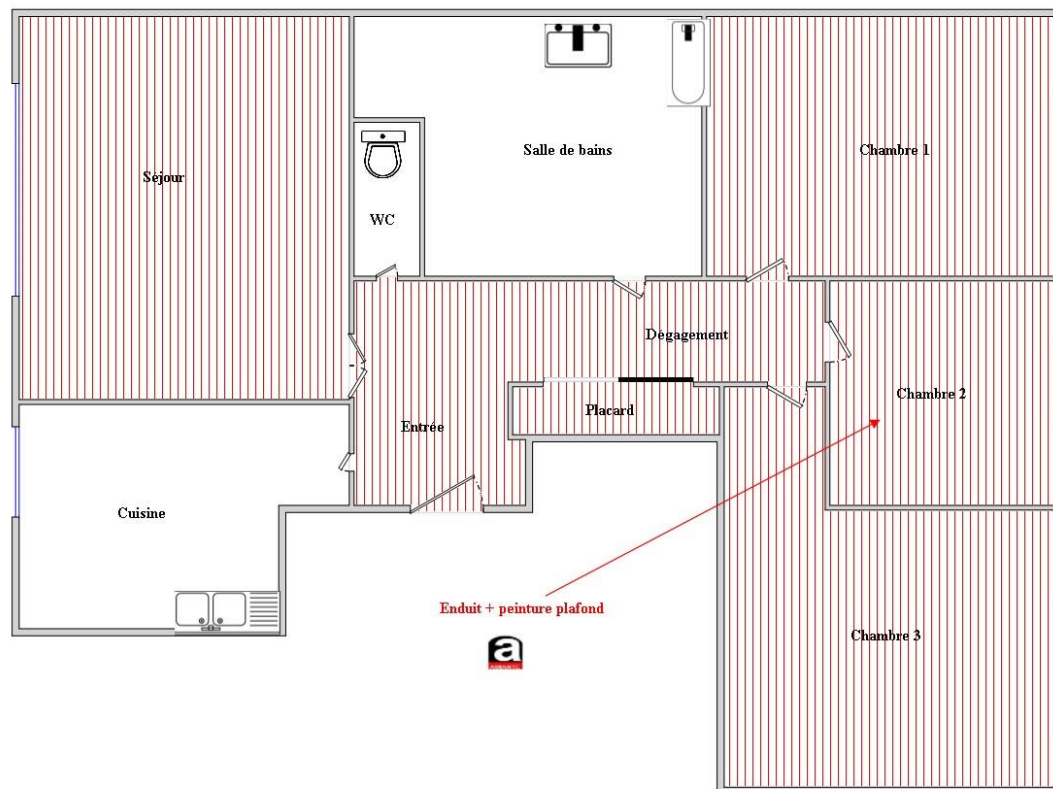 Salle de bains
Chambre 1
Séjour
WC
Dégagement
Chambre 2
Placard
Entrée
Cuisine
Enduit + peinture plafond
Chambre 3
a